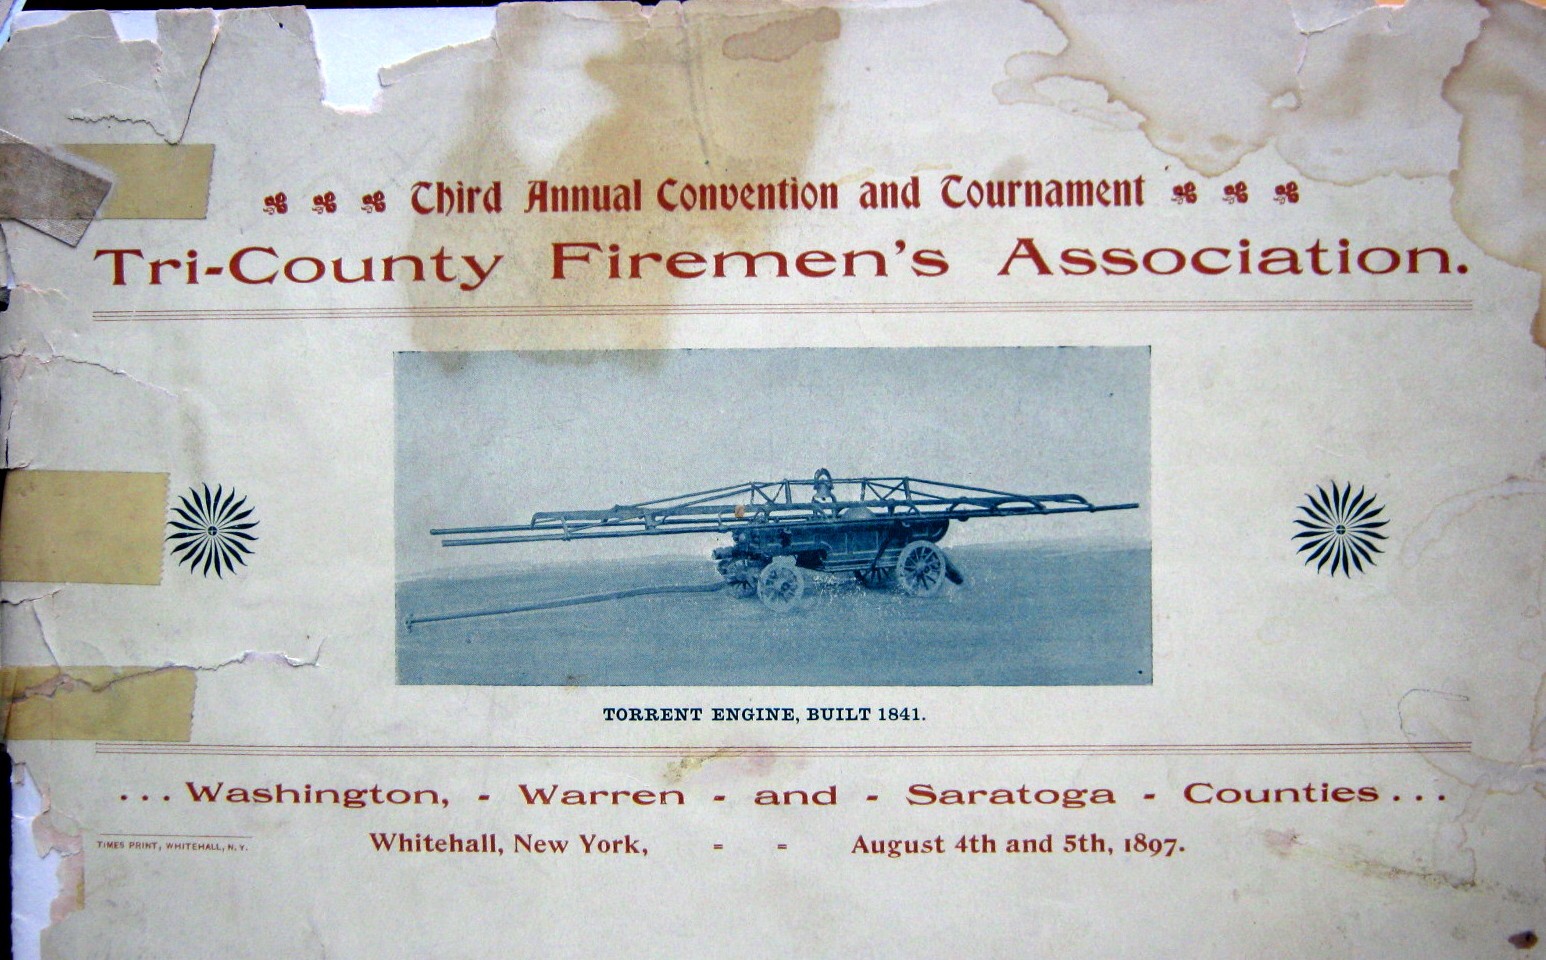 Third Annual Convention and Tournament
Tri-County Firemen's Association.
TORRENT ENGINE, BUILT 1841.
...Washington, - Warren - and - Saratoga - Counties...
TIMES PRINT, WHITEHALL, N.Y.
Whitehall, New York, = = August 4th and 5th, 1897.